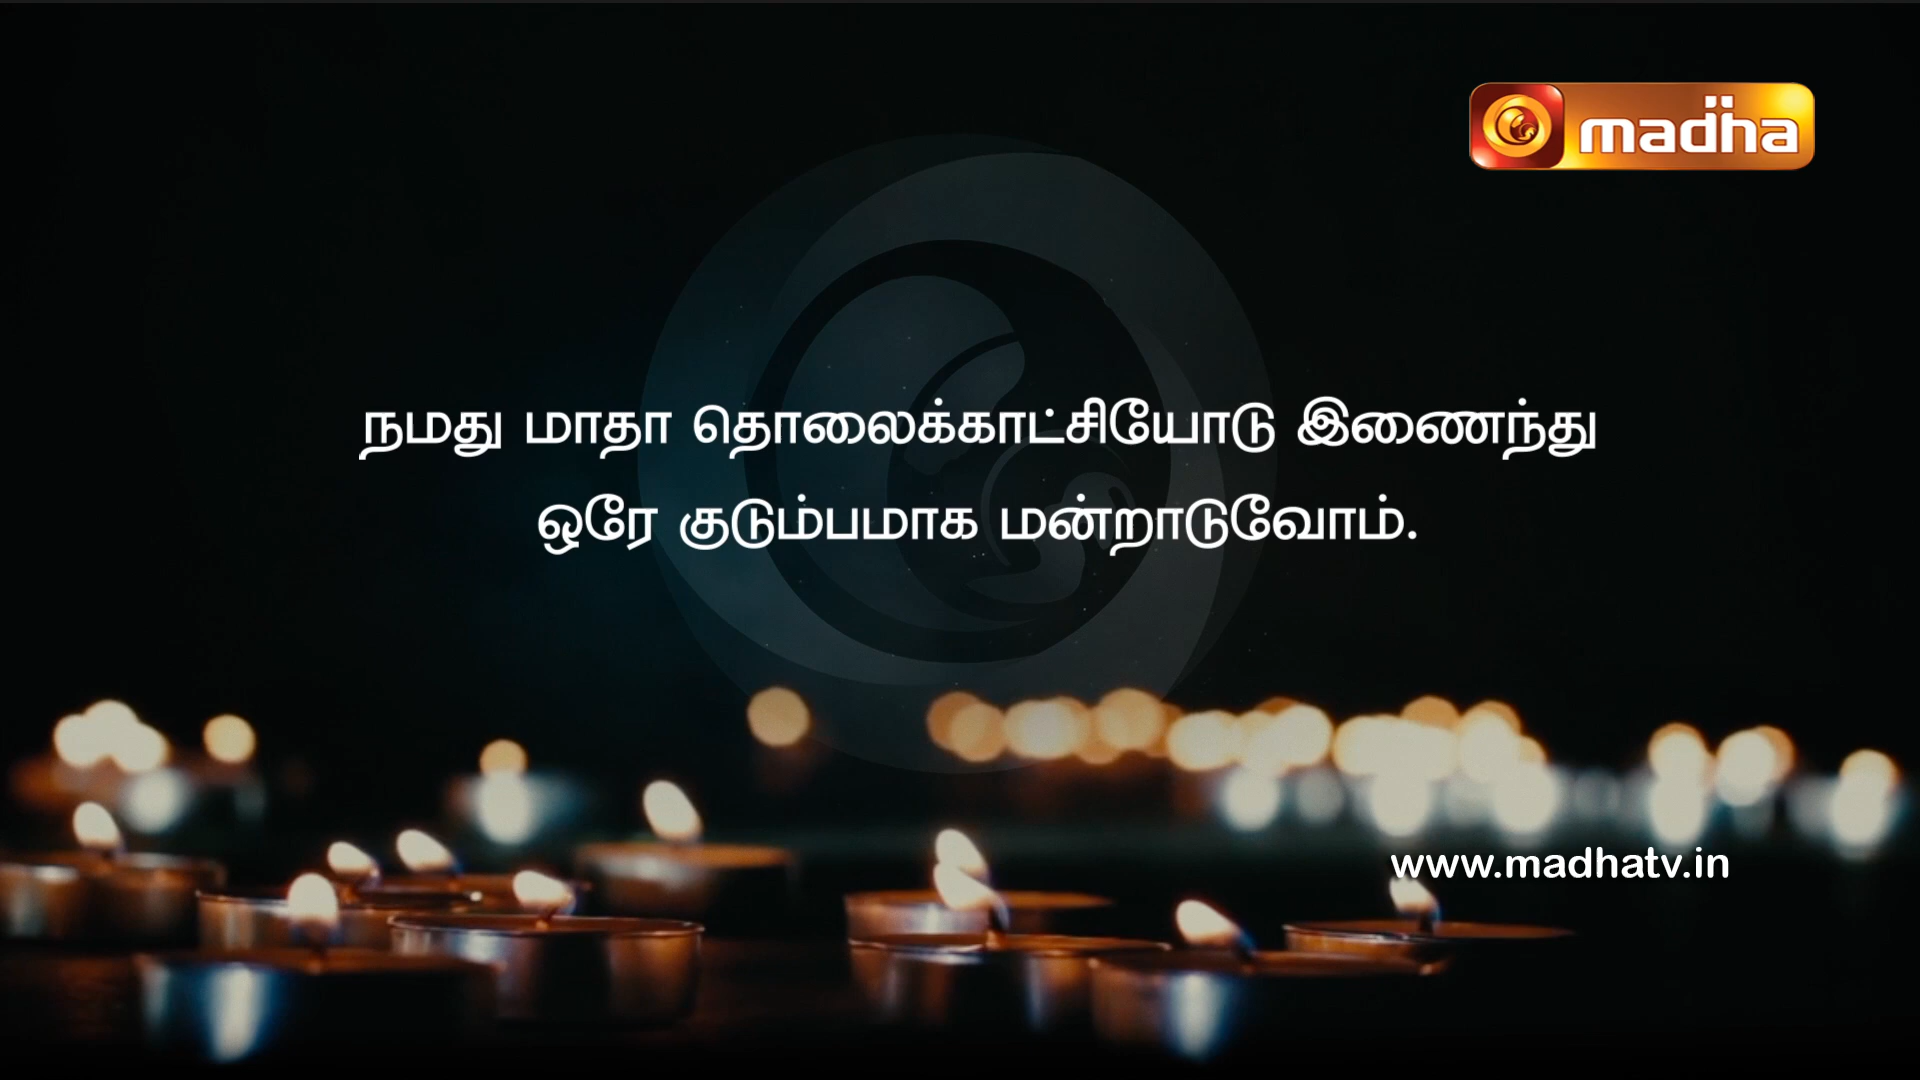 madha
நமது மாதா தொலைக்காட்சியோடு இணைந்து
ஒரே குடும்பமாக மன்றாடுவோம்.
www.madhatv.in